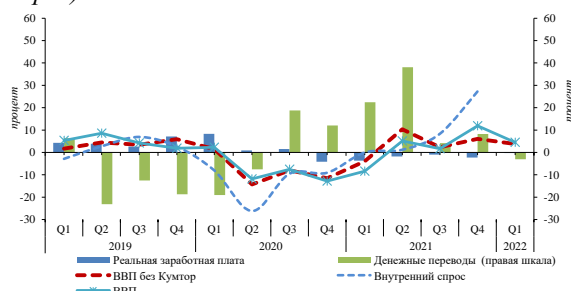 60 60
50 50
40 40
30 30
20 20
10 10
0 0
-10 -10
-20 -20
-30 -30
процент
процент
Q1 Q2 Q3 Q4 Q1 Q2 Q3 Q4 Q1 Q2 Q3 Q4 Q1
2019 2020 2021 2022
Реальная заработная плата Денежные переводы (правая шкала)
ВВП без Кумтор Внутренний спрос
ВВП